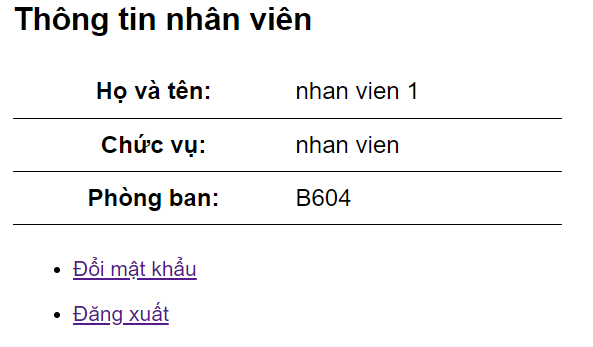 Thông tin nhân viên
Họ và tên: nhan vien 1
Chức vụ: nhan vien
Phòng ban: B604
Đổi mật khẩu
Đăng xuất